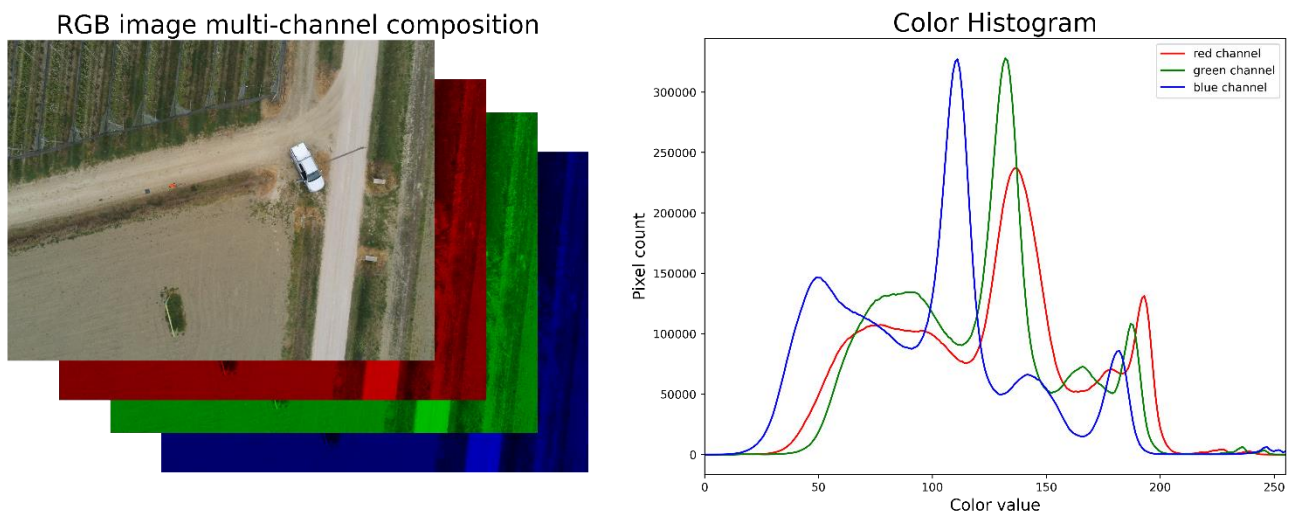 RGB image multi-channel composition
Color Histogram
red channel
green channel
blue channel
Pixel count
300000
250000
200000
150000
100000
50000
0
0 50 100 150 200 250
Color value